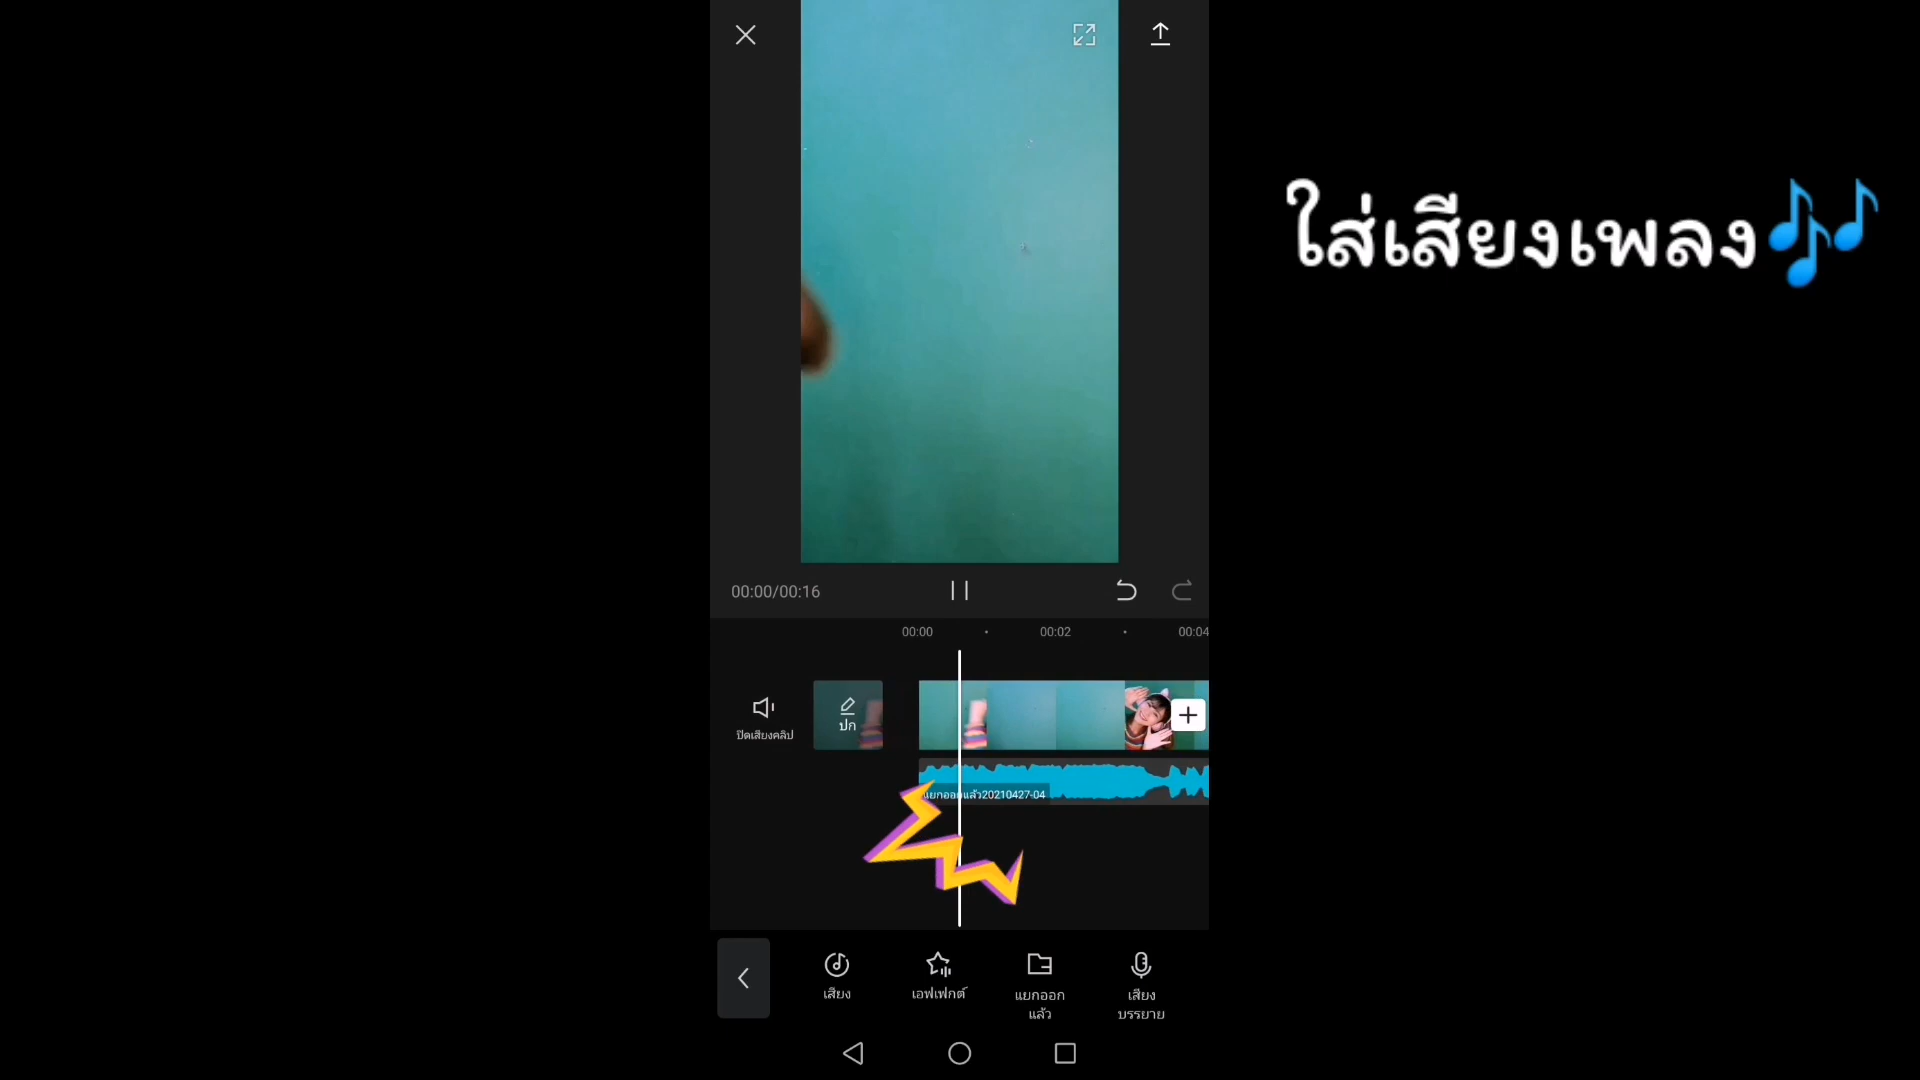 ใส่เสียงเพลง🎶
00:00/00:16
00:00
00:02
00:04
ปิดเสียงคลิป
ปก
แยกออกแล้ว20210427-04
เสียง
เอฟเฟกต์
แยกออก
แล้ว
เสียง
บรรยาย